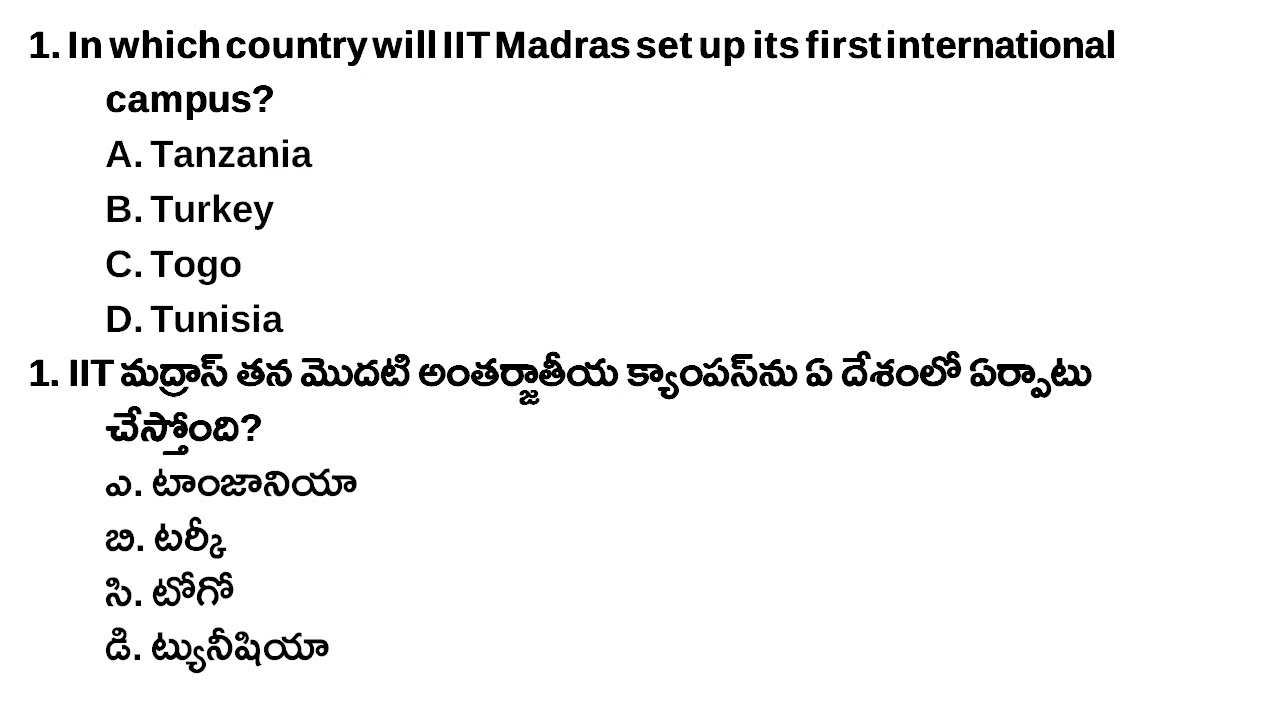 1. In which country will IIT Madras set up its first international
campus?
A. Tanzania
B. Turkey
C. Togo
D. Tunisia
1. IIT మద్రాస్ తన మొదటి అంతర్జాతీయ క్యాంపస్‌ను ఏ దేశంలో ఏర్పాటు
చేస్తోంది?
ఎ. టాంజానియా
బి. టర్కీ
సి. టోగో
డి. ట్యునీషియా